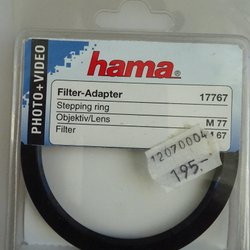 PHOTO+VIDEO
hama
Filter-Adapter 17767
Stepping ring
Objektiv/Lens M 77
Filter 67
12070004
195.-